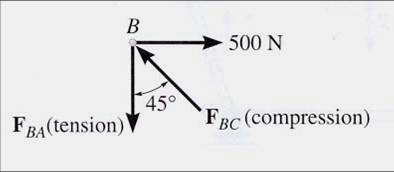 B
500 N
45°
F_BA (tension)
F_BC (compression)